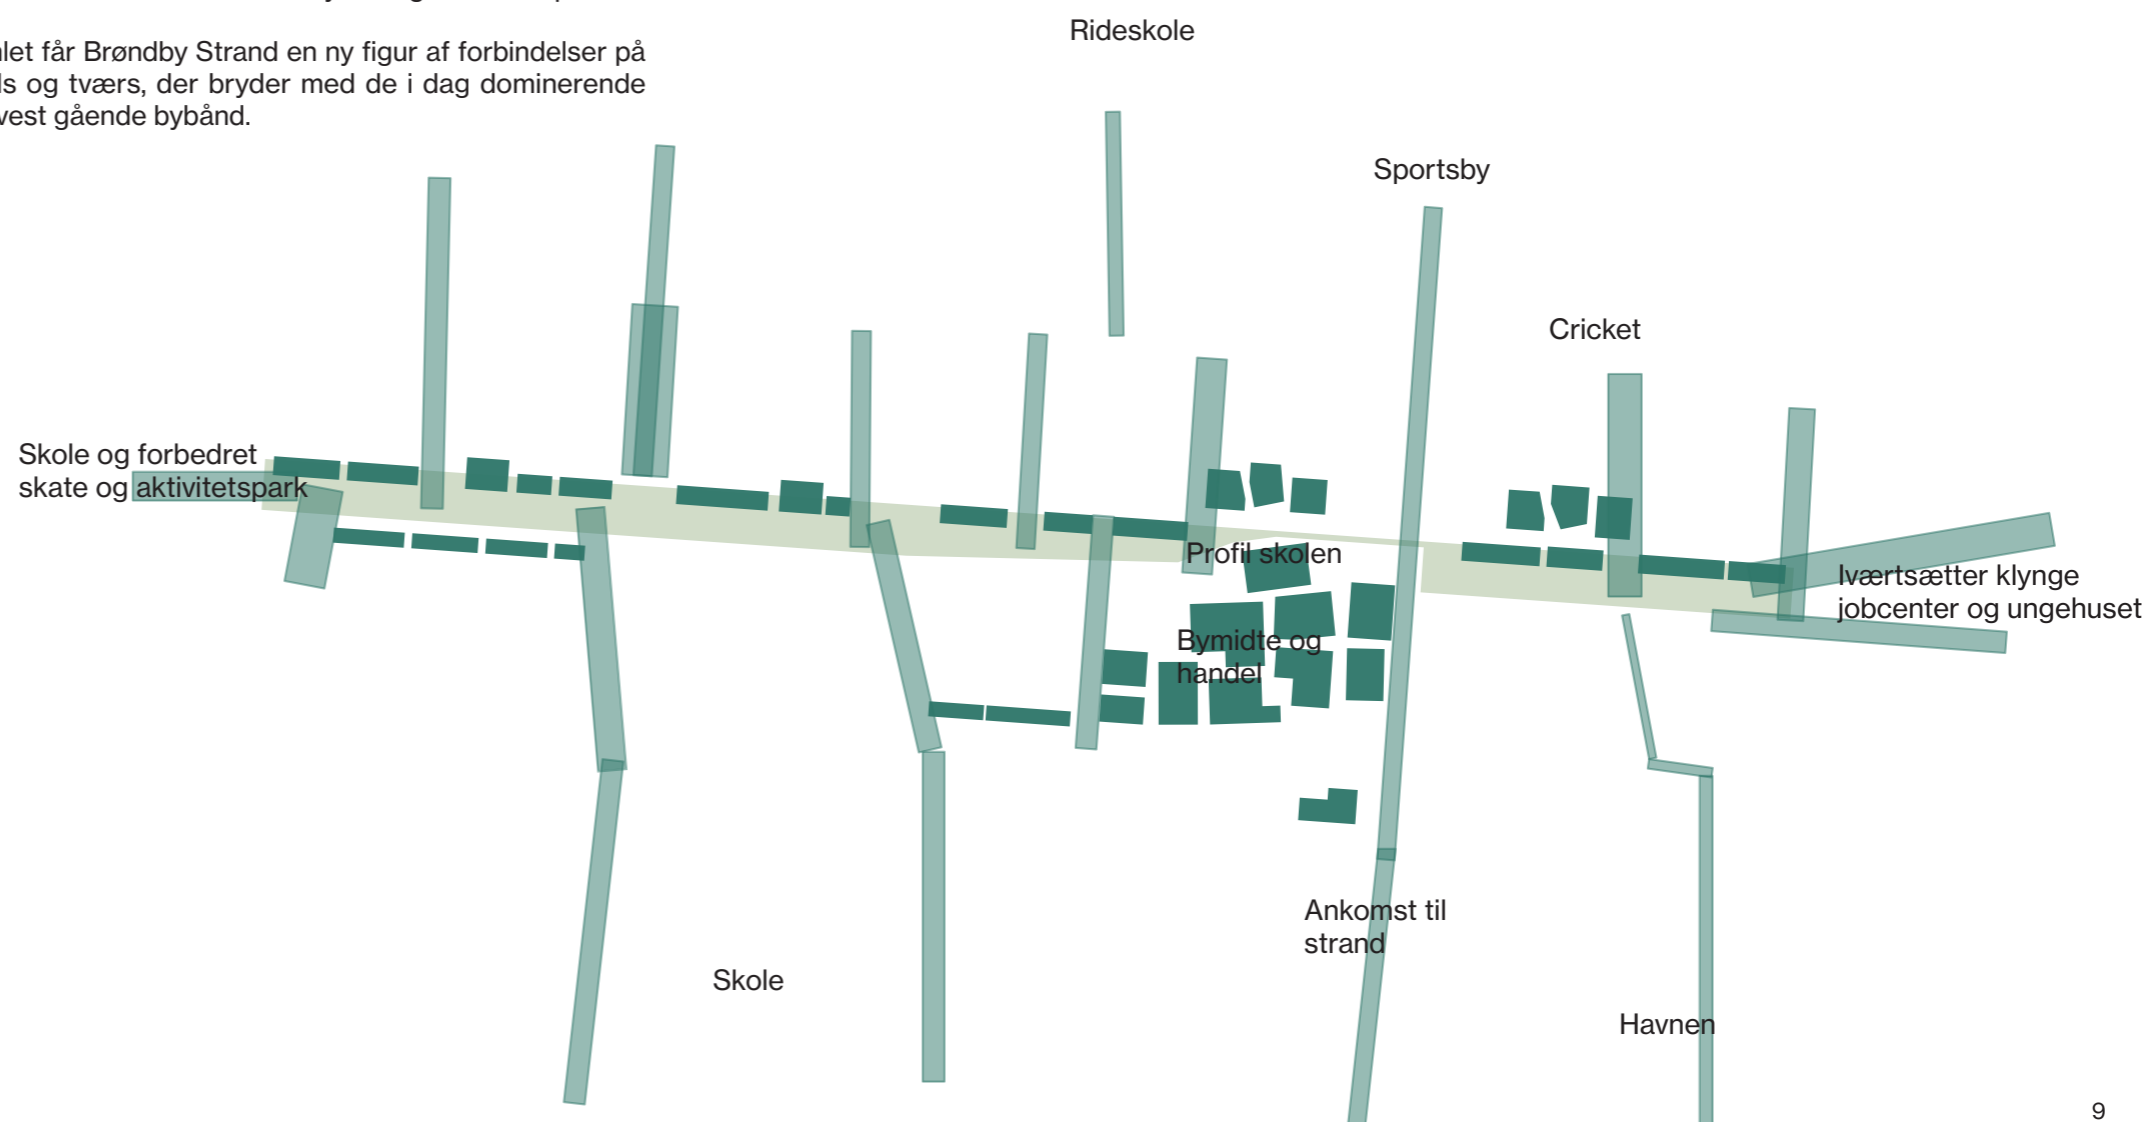 let får Brøndby Strand en ny figur af forbindelser på
s og tværs, der bryder med de i dag dominerende
vest gående bybånd.
Rideskole
Sportsby
Cricket
Skole og forbedret
skate og aktivitetspark
Profil skolen
Iværtsætter klynge
jobcenter og ungehuset
Bymidte og
handel
Ankomst til
strand
Skole
Havnen
9